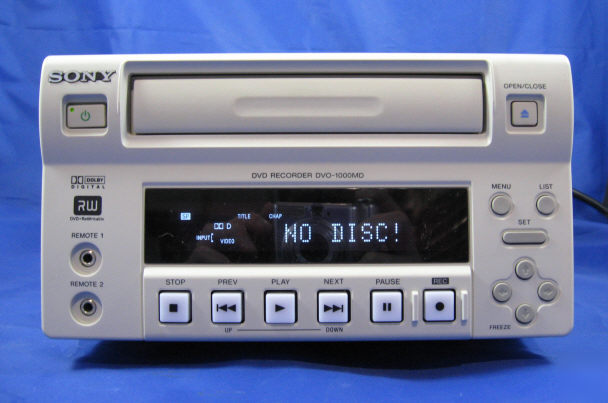 SONY
OPEN/CLOSE
DVD RECORDER DVO-1000MD
DOLBY
DIGITAL
RW
DVD+ReWritable
MENU
LIST
SP
TITLE
CHAP
D
INPUT
VIDEO
NO DISC!
SET
REMOTE 1
REMOTE 2
STOP
PREV
PLAY
NEXT
PAUSE
REC
UP
DOWN
FREEZE